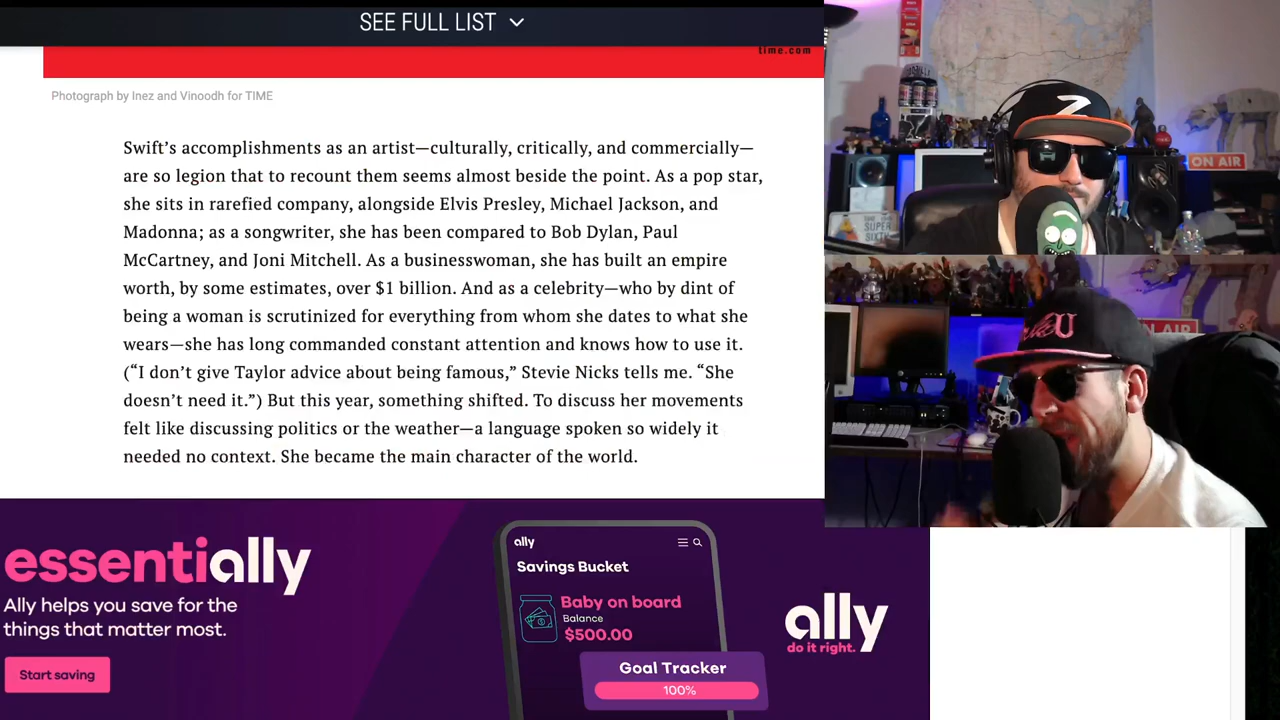 SEE FULL LIST
time.com
Photograph by Inez and Vinoodh for TIME
Swift’s accomplishments as an artist—culturally, critically, and commercially—
are so legion that to recount them seems almost beside the point. As a pop star,
she sits in rarefied company, alongside Elvis Presley, Michael Jackson, and
Madonna; as a songwriter, she has been compared to Bob Dylan, Paul
McCartney, and Joni Mitchell. As a businesswoman, she has built an empire
worth, by some estimates, over $1 billion. And as a celebrity—who by dint of
being a woman is scrutinized for everything from whom she dates to what she
wears—she has long commanded constant attention and knows how to use it.
(“I don’t give Taylor advice about being famous,” Stevie Nicks tells me. “She
doesn’t need it.”) But this year, something shifted. To discuss her movements
felt like discussing politics or the weather—a language spoken so widely it
needed no context. She became the main character of the world.
essentially
Ally helps you save for the
things that matter most.
Start saving
ally
Savings Bucket
Baby on board
Balance
$500.00
Goal Tracker
100%
ally
do it right.
ON AIR
SUPER
SIXTY
Z
U
AIR